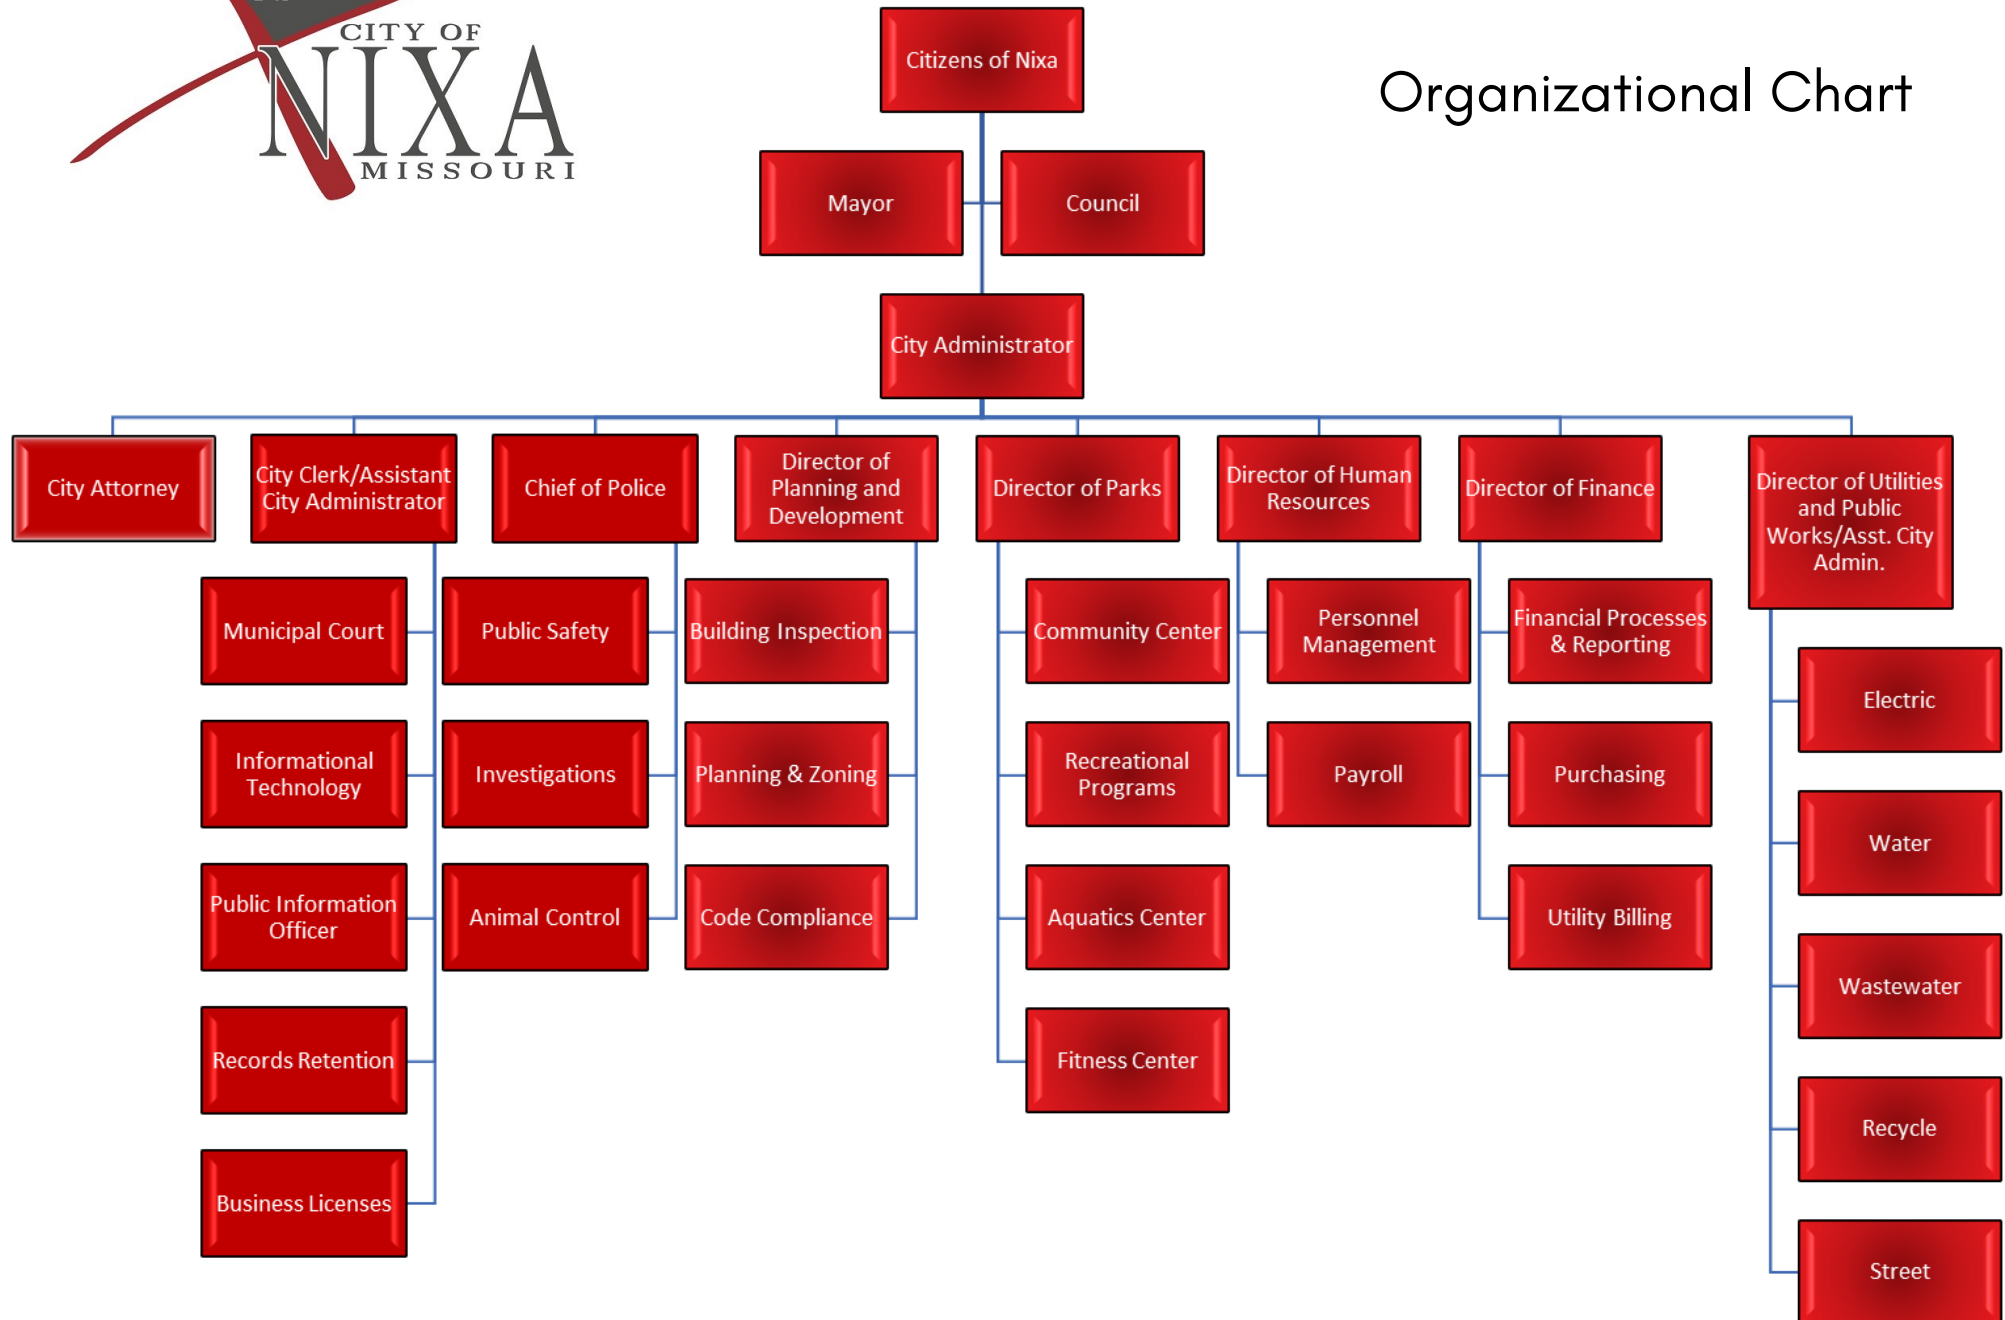 CITY OF
NIXA
MISSOURI
Organizational Chart
Citizens of Nixa
Mayor
Council
City Administrator
City Attorney
City Clerk/Assistant
City Administrator
Chief of Police
Director of
Planning and
Development
Director of Parks
Director of Human
Resources
Director of Finance
Director of Utilities
and Public
Works/Asst. City
Admin.
Municipal Court
Informational
Technology
Public Information
Officer
Records Retention
Business Licenses
Public Safety
Investigations
Animal Control
Building Inspection
Planning & Zoning
Code Compliance
Community Center
Recreational
Programs
Aquatics Center
Fitness Center
Personnel
Management
Payroll
Financial Processes
& Reporting
Purchasing
Utility Billing
Electric
Water
Wastewater
Recycle
Street